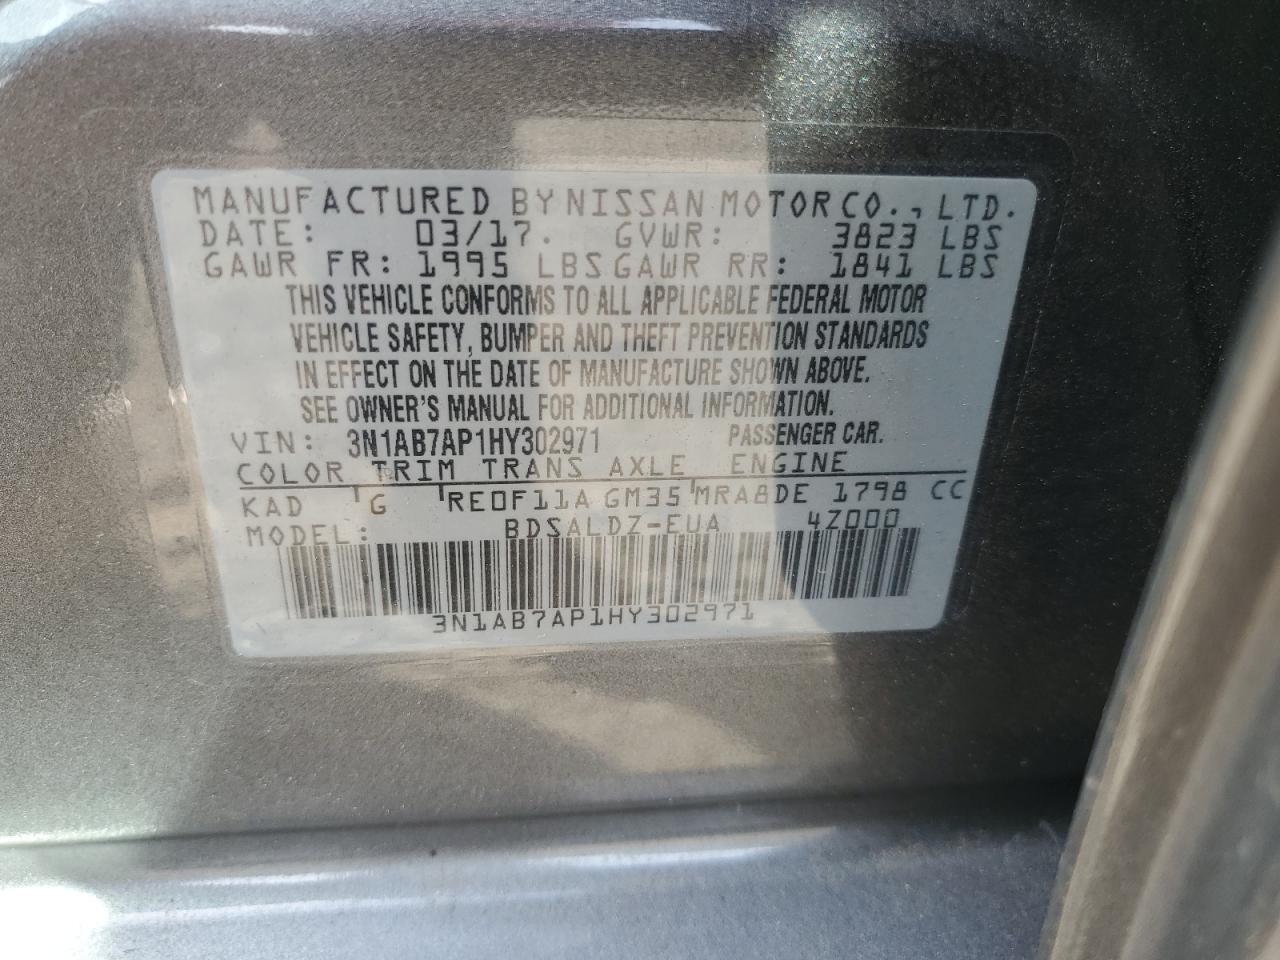 MANUFACTURED BY NISSAN MOTOR CO., LTD.
DATE: 03/17. GVWR: 3823 LBS
GAWR FR: 1995 LBS GAWR RR: 1841 LBS
THIS VEHICLE CONFORMS TO ALL APPLICABLE FEDERAL MOTOR
VEHICLE SAFETY, BUMPER AND THEFT PREVENTION STANDARDS
IN EFFECT ON THE DATE OF MANUFACTURE SHOWN ABOVE.
SEE OWNER'S MANUAL FOR ADDITIONAL INFORMATION.
VIN: 3N1AB7AP1HY302971 PASSENGER CAR.
COLOR TRIM TRANS AXLE ENGINE
KAD G RE0F11A GM35 MRA8DE 1798 CC
MODEL: BDSALDZ-EUA 4Z000
3N1AB7AP1HY302971